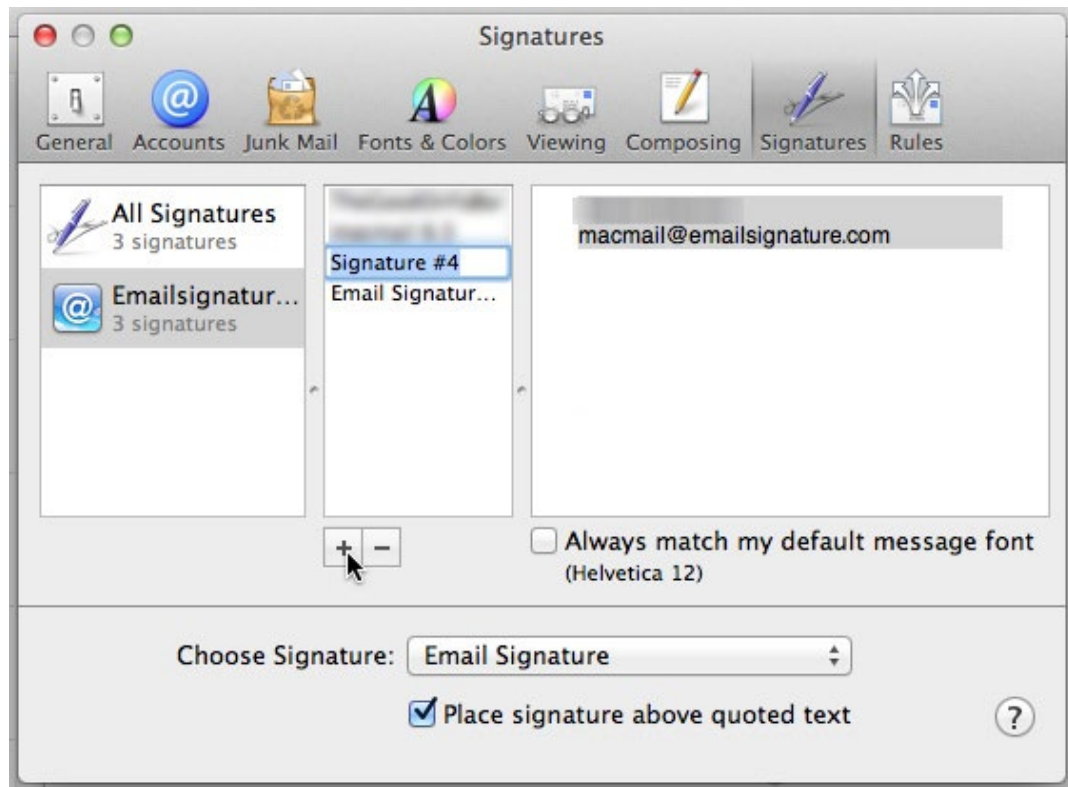 Signatures
General Accounts Junk Mail Fonts & Colors Viewing Composing Signatures Rules
All Signatures
3 signatures
Emailsignatur...
3 signatures
Signature #4
Email Signatur...
macmail@emailsignature.com
Always match my default message font
(Helvetica 12)
Choose Signature: Email Signature
Place signature above quoted text
?